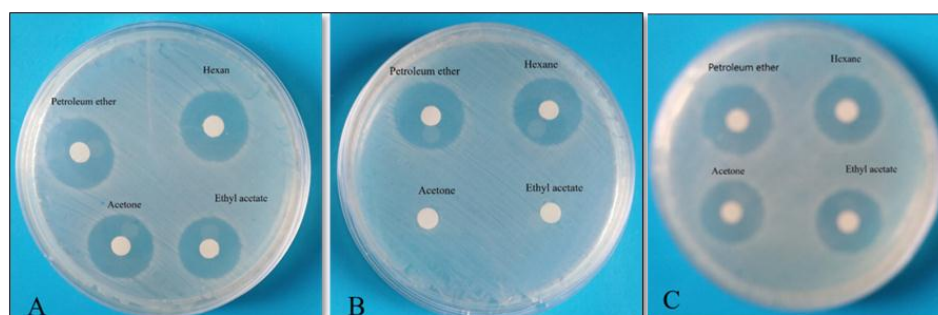 Hexan
Petroleum ether
Acetone
Ethyl acetate
A
Petroleum ether
Hexane
Acetone
Ethyl acetate
B
Petroleum ether
Hexane
Acetone
Ethyl acetate
C